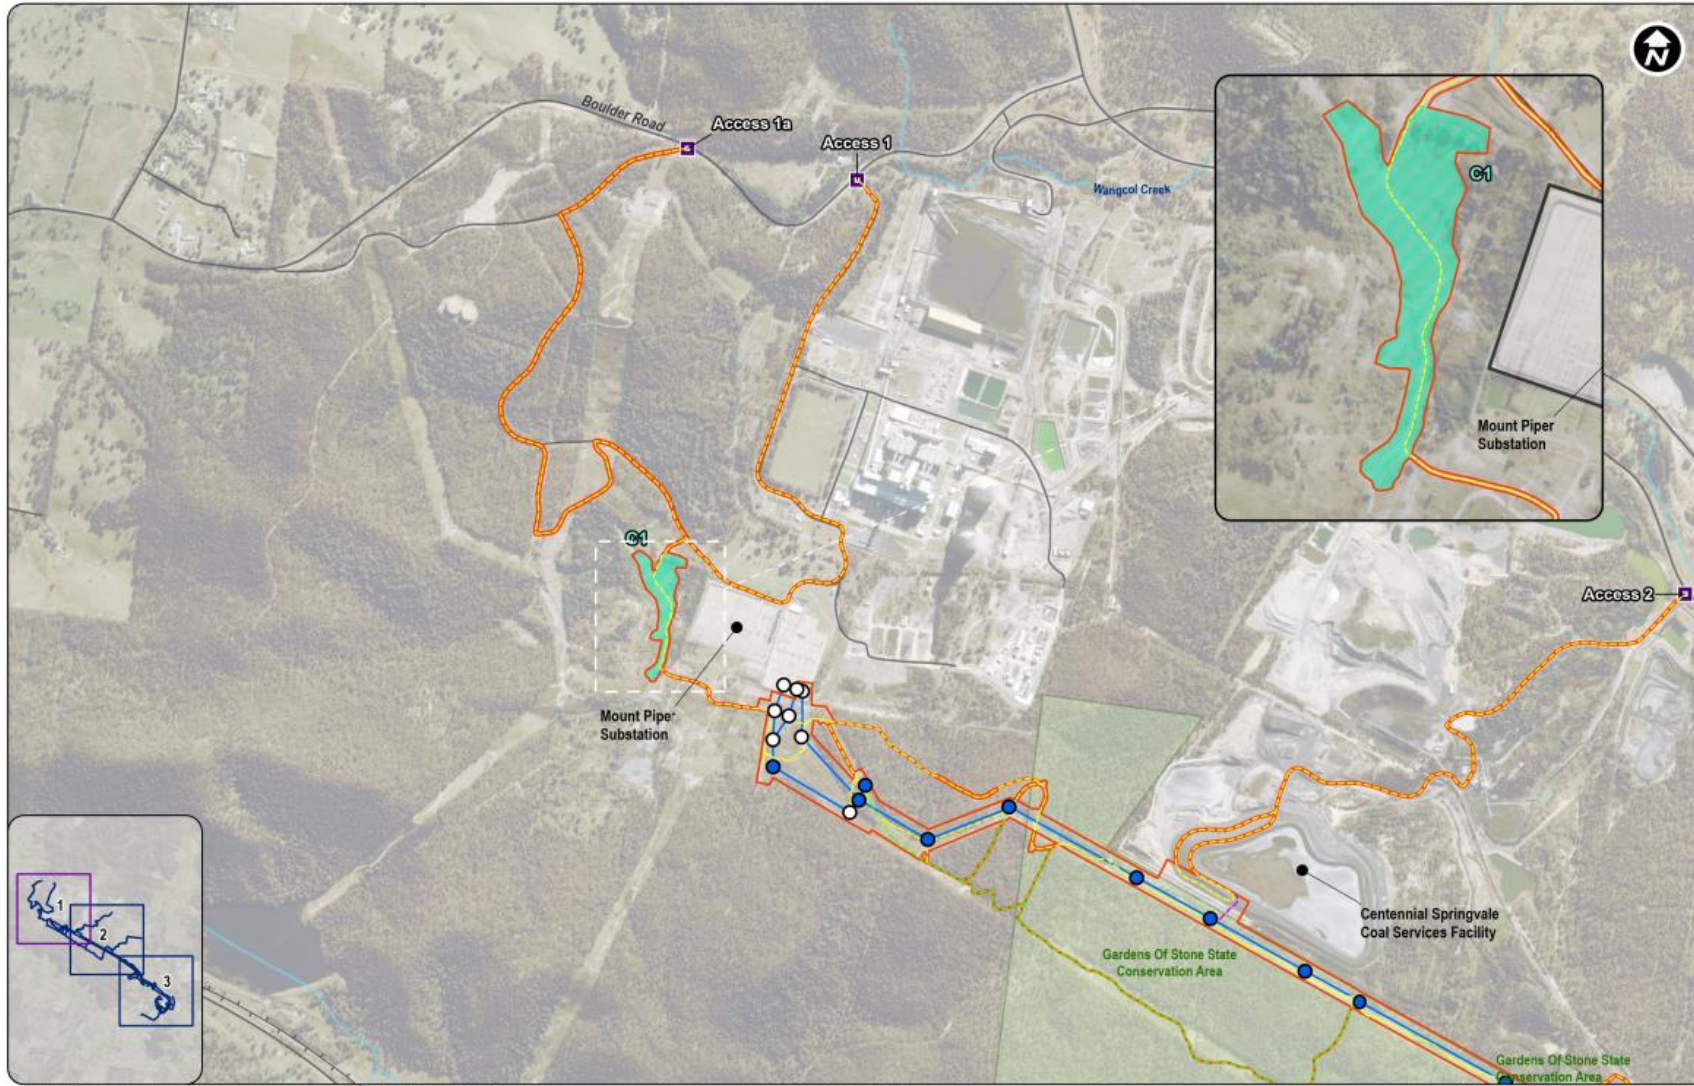 N
Boulder Road
Access 1a
Access 1
Wangcol Creek
C1
Mount Piper
Substation
C1
Access 2
Mount Piper
Substation
Centennial Springvale
Coal Services Facility
Gardens Of Stone State
Conservation Area
Gardens Of Stone State
Conservation Area
1
2
3